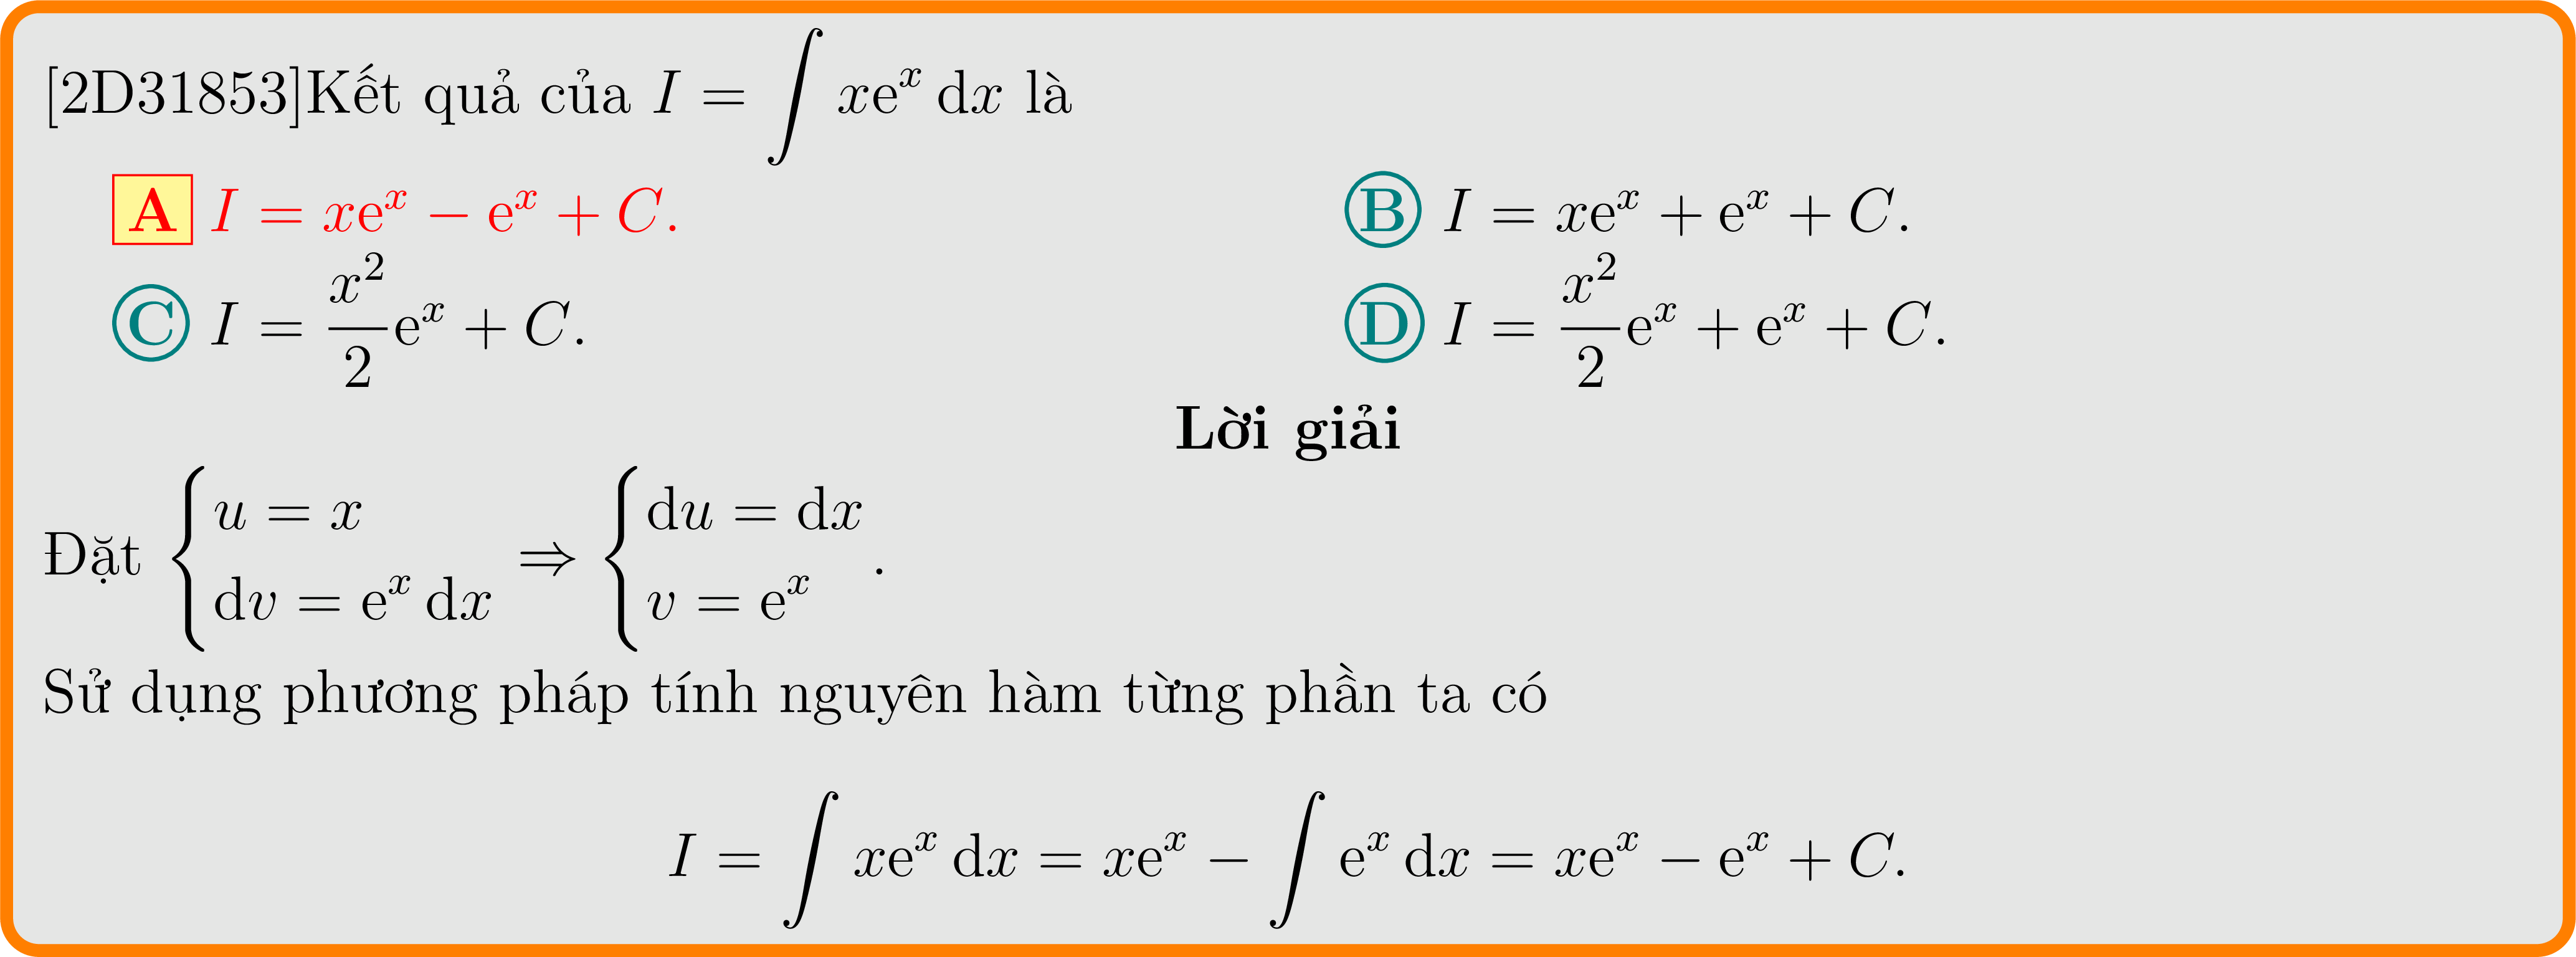 [2D31853]Kết quả của $I = \int x\mathrm{e}^x \, \mathrm{d}x$ là
A $I = x\mathrm{e}^x - \mathrm{e}^x + C.$ B $I = x\mathrm{e}^x + \mathrm{e}^x + C.$
C $I = \frac{x^2}{2}\mathrm{e}^x + C.$ D $I = \frac{x^2}{2}\mathrm{e}^x + \mathrm{e}^x + C.$
Lời giải
Đặt $\begin{cases} u = x \\ \mathrm{d}v = \mathrm{e}^x \, \mathrm{d}x \end{cases} \Rightarrow \begin{cases} \mathrm{d}u = \mathrm{d}x \\ v = \mathrm{e}^x \end{cases}.$
Sử dụng phương pháp tính nguyên hàm từng phần ta có
$I = \int x\mathrm{e}^x \, \mathrm{d}x = x\mathrm{e}^x - \int \mathrm{e}^x \, \mathrm{d}x = x\mathrm{e}^x - \mathrm{e}^x + C.$